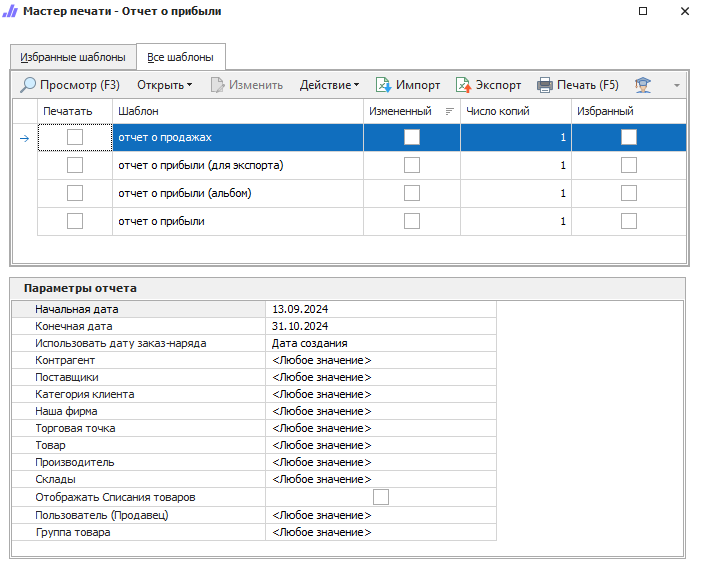 Мастер печати - Отчет о прибыли
Избранные шаблоны Все шаблоны
Просмотр (F3) Открыть Изменить Действие Импорт Экспорт Печать (F5)
Печатать Шаблон Измененный Число копий Избранный
отчет о продажах 1
отчет о прибыли (для экспорта) 1
отчет о прибыли (альбом) 1
отчет о прибыли 1
Параметры отчета
Начальная дата 13.09.2024
Конечная дата 31.10.2024
Использовать дату заказ-наряда Дата создания
Контрагент <Любое значение>
Поставщики <Любое значение>
Категория клиента <Любое значение>
Наша фирма <Любое значение>
Торговая точка <Любое значение>
Товар <Любое значение>
Производитель <Любое значение>
Склады <Любое значение>
Отображать Списания товаров
Пользователь (Продавец) <Любое значение>
Группа товара <Любое значение>